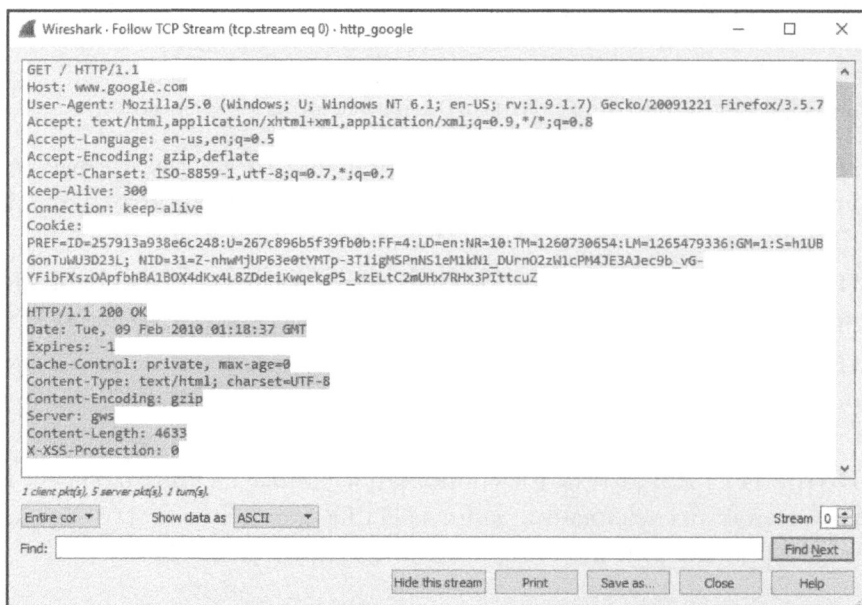 Wireshark · Follow TCP Stream (tcp.stream eq 0) · http_google
GET / HTTP/1.1
Host: www.google.com
User-Agent: Mozilla/5.0 (Windows; U; Windows NT 6.1; en-US; rv:1.9.1.7) Gecko/20091221 Firefox/3.5.7
Accept: text/html,application/xhtml+xml,application/xml;q=0.9,*/*;q=0.8
Accept-Language: en-us,en;q=0.5
Accept-Encoding: gzip,deflate
Accept-Charset: ISO-8859-1,utf-8;q=0.7,*;q=0.7
Keep-Alive: 300
Connection: keep-alive
Cookie:
PREF=ID=257913a938e6c248:U=267c896b5f39fb0b:FF=4:LD=en:NR=10:TM=1260730654:LM=1265479336:GM=1:S=h1UB
GonTuWU3D23L; NID=31=Z-nhwMjUP63e0tYMTp-3T1igMSPnNS1eM1kN1_DUrnO2zW1cPM4JE3AJec9b_vG-
YFibFXszOApfbhBA1BOX4dKx4L8ZDdeiKwqekgP5_kzELtC2mUHx7RHx3PIttcuZ
HTTP/1.1 200 OK
Date: Tue, 09 Feb 2010 01:18:37 GMT
Expires: -1
Cache-Control: private, max-age=0
Content-Type: text/html; charset=UTF-8
Content-Encoding: gzip
Server: gws
Content-Length: 4633
X-XSS-Protection: 0
1 client pkt(s), 5 server pkt(s), 1 turn(s).
Entire cor Show data as ASCII Stream 0
Find: Find Next
Hide this stream Print Save as... Close Help